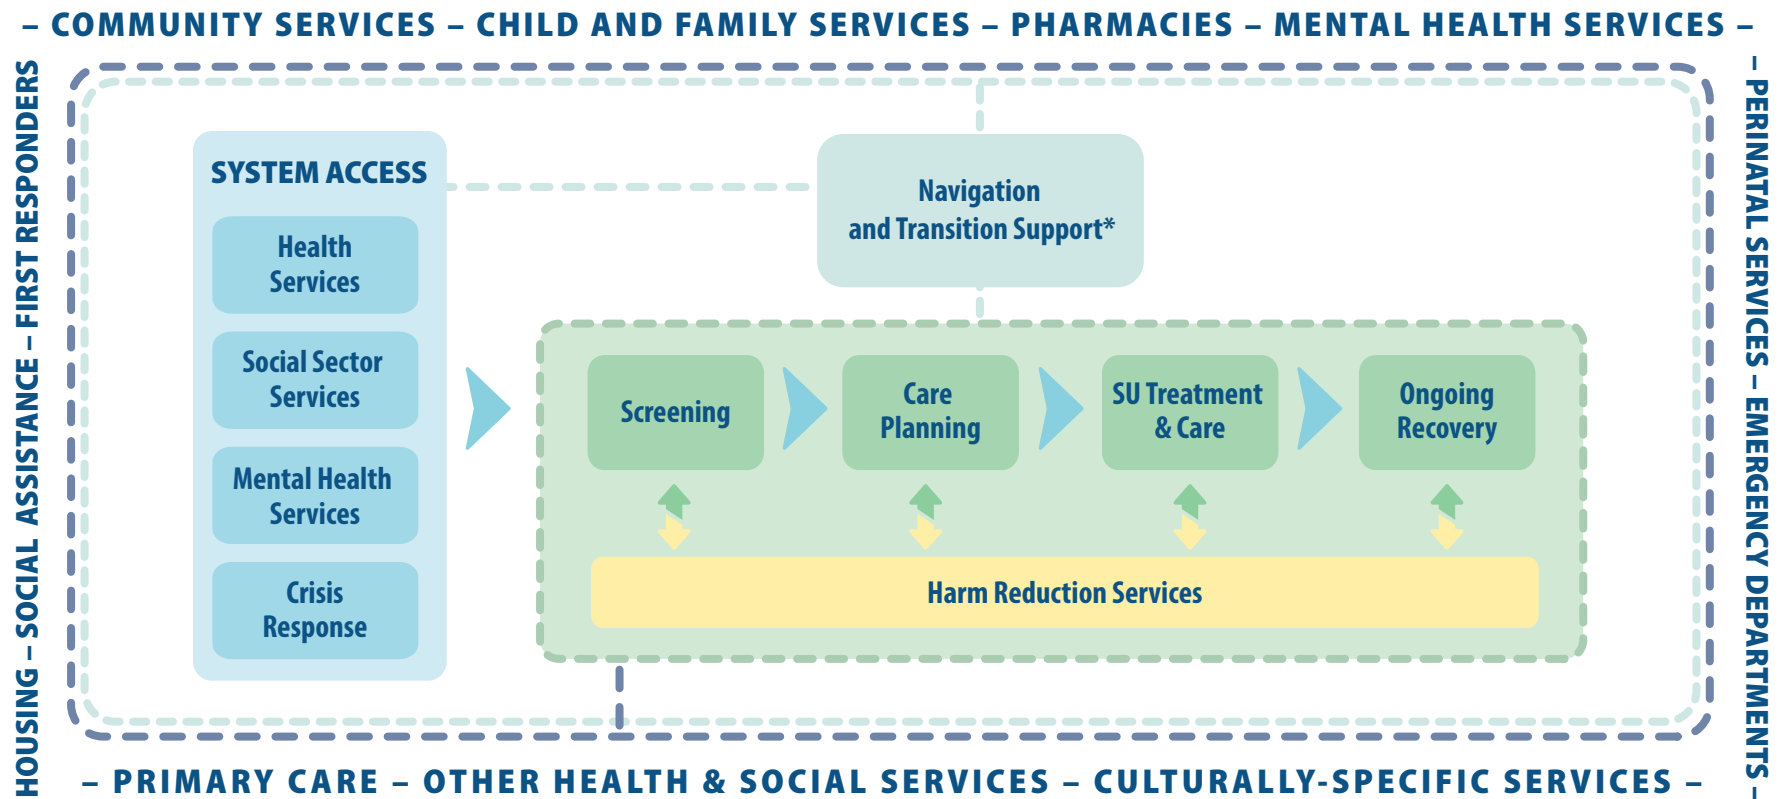 – COMMUNITY SERVICES – CHILD AND FAMILY SERVICES – PHARMACIES – MENTAL HEALTH SERVICES –
HOUSING – SOCIAL ASSISTANCE – FIRST RESPONDERS
– PERINATAL SERVICES – EMERGENCY DEPARTMENTS –
SYSTEM ACCESS
Health
Services
Social Sector
Services
Mental Health
Services
Crisis
Response
Navigation
and Transition Support*
Screening
Care
Planning
SU Treatment
& Care
Ongoing
Recovery
Harm Reduction Services
– PRIMARY CARE – OTHER HEALTH & SOCIAL SERVICES – CULTURALLY-SPECIFIC SERVICES –